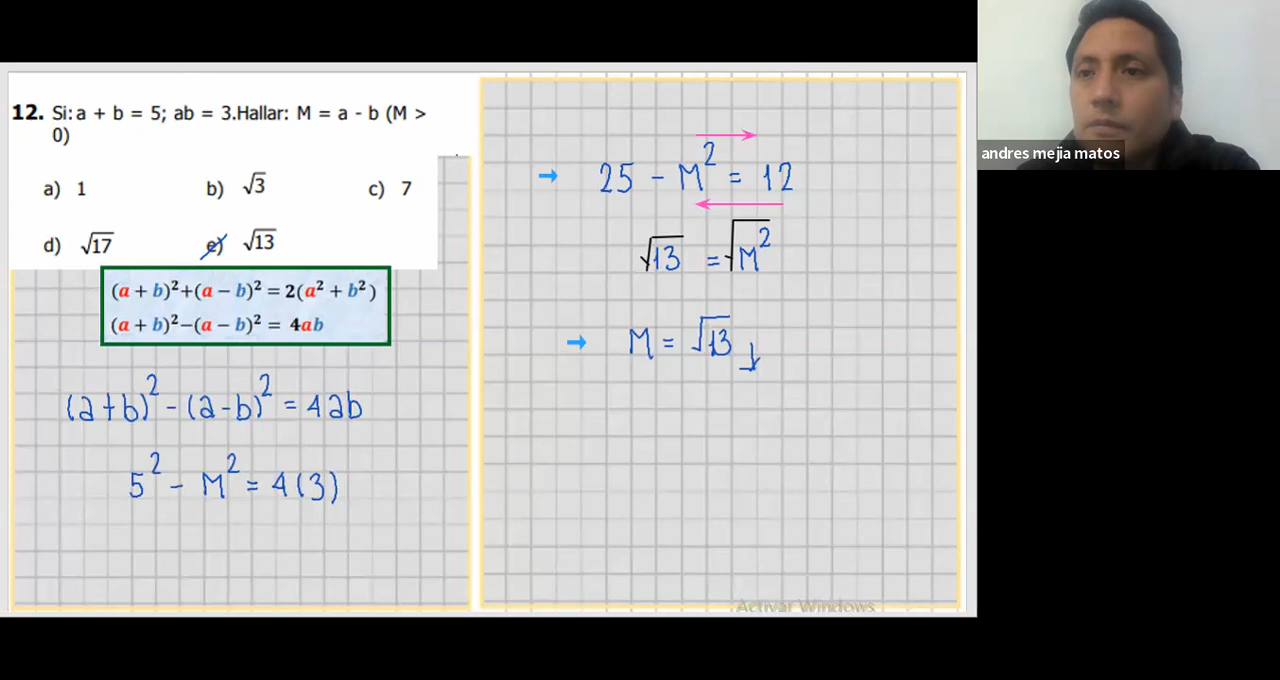 12. Si: a + b = 5; ab = 3.Hallar: M = a - b (M >
0)
a) 1 b) √3 c) 7
d) √17 e) √13
(a + b)²+(a − b)² = 2(a² + b²)
(a + b)²−(a − b)² = 4ab
(a+b)² - (a-b)² = 4ab
5² - M² = 4(3)
→ 25 - M² = 12
√13 = √M²
→ M = √13
Activar Windows
andres mejia matos